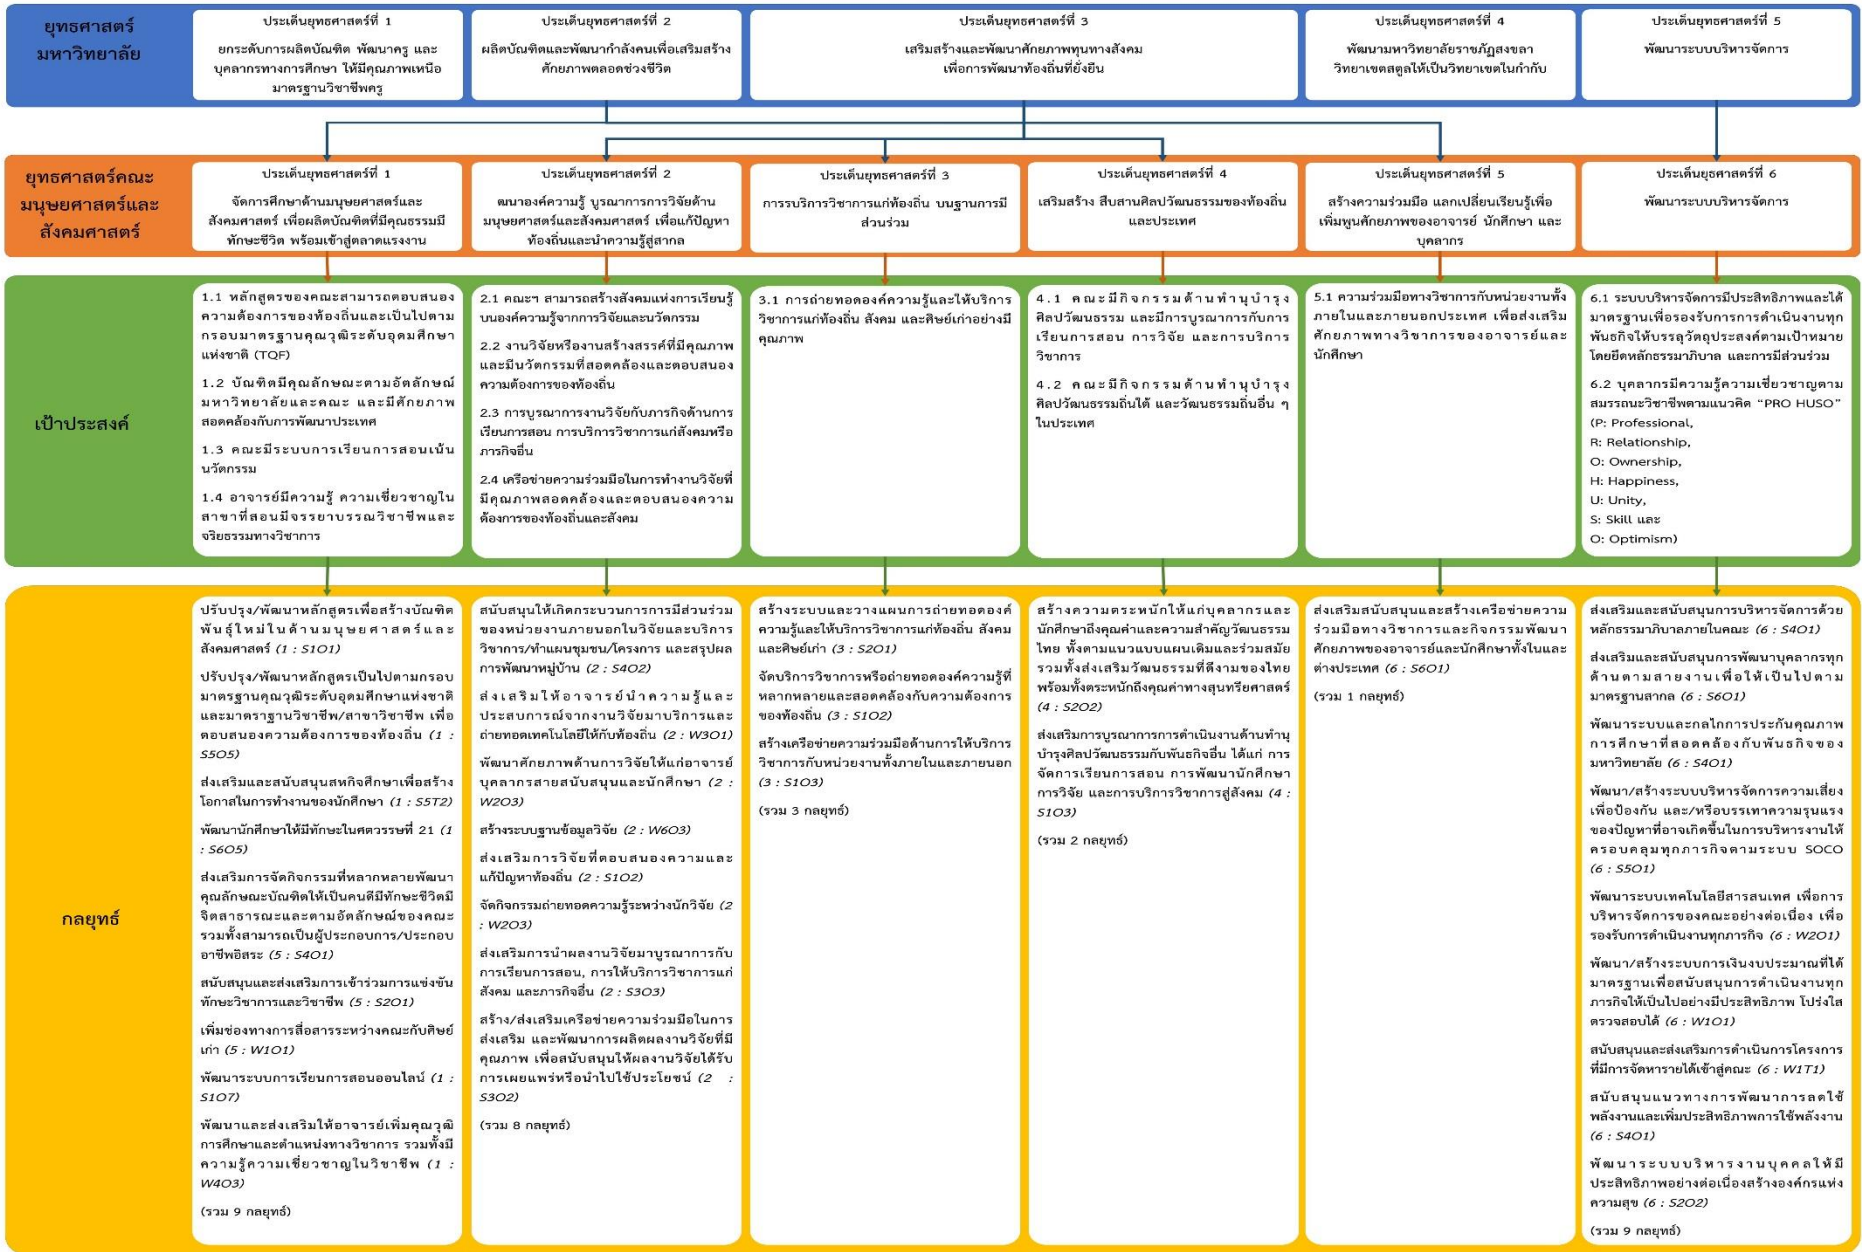 ยุทธศาสตร์
มหาวิทยาลัย
ประเด็นยุทธศาสตร์ที่ 1
ยกระดับการผลิตบัณฑิต พัฒนาครู และ
บุคลากรทางการศึกษา ให้มีคุณภาพเหนือ
มาตรฐานวิชาชีพครู
ประเด็นยุทธศาสตร์ที่ 2
ผลิตบัณฑิตและพัฒนากำลังคนเพื่อเสริมสร้าง
ศักยภาพตลอดช่วงชีวิต
ประเด็นยุทธศาสตร์ที่ 3
เสริมสร้างและพัฒนาศักยภาพทุนทางสังคม
เพื่อการพัฒนาท้องถิ่นที่ยั่งยืน
ประเด็นยุทธศาสตร์ที่ 4
พัฒนามหาวิทยาลัยราชภัฏสงขลา
วิทยาเขตสตูลให้เป็นวิทยาเขตในกำกับ
ประเด็นยุทธศาสตร์ที่ 5
พัฒนาระบบบริหารจัดการ
ยุทธศาสตร์คณะ
มนุษยศาสตร์และ
สังคมศาสตร์
ประเด็นยุทธศาสตร์ที่ 1
จัดการศึกษาด้านมนุษยศาสตร์และ
สังคมศาสตร์ เพื่อผลิตบัณฑิตที่มีคุณธรรมมี
ทักษะชีวิต พร้อมเข้าสู่ตลาดแรงงาน
ประเด็นยุทธศาสตร์ที่ 2
ฒนาองค์ความรู้ บูรณาการการวิจัยด้าน
มนุษยศาสตร์และสังคมศาสตร์ เพื่อแก้ปัญหา
ท้องถิ่นและนำความรู้สู่สากล
ประเด็นยุทธศาสตร์ที่ 3
การบริการวิชาการแก่ท้องถิ่น บนฐานการมี
ส่วนร่วม
ประเด็นยุทธศาสตร์ที่ 4
เสริมสร้าง สืบสานศิลปวัฒนธรรมของท้องถิ่น
และประเทศ
ประเด็นยุทธศาสตร์ที่ 5
สร้างความร่วมมือ แลกเปลี่ยนเรียนรู้เพื่อ
เพิ่มพูนศักยภาพของอาจารย์ นักศึกษา และ
บุคลากร
ประเด็นยุธศาสตร์ที่ 6
พัฒนาระบบบริหารจัดการ
เป้าประสงค์
1.1 หลักสูตรของคณะสามารถตอบสนอง
ความต้องการของท้องถิ่นและเป็นไปตาม
กรอบมาตรฐานคุณวุฒิระดับอุดมศึกษา
แห่งชาติ (TQF)
1.2 บัณฑิตมีคุณลักษณะตามอัตลักษณ์
มหาวิทยาลัยและคณะ และมีศักยภาพ
สอดคล้องกับการพัฒนาประเทศ
1.3 คณะมีระบบการเรียนการสอนเน้น
นวัตกรรม
1.4 อาจารย์มีความรู้ ความเชี่ยวชาญใน
สาขาที่สอนมีจรรยาบรรณวิชาชีพและ
จริยธรรมทางวิชาการ
2.1 คณะฯ สามารถสร้างสังคมแห่งการเรียนรู้
บนองค์ความรู้จากการวิจัยและนวัตกรรม
2.2 งานวิจัยหรืองานสร้างสรรค์ที่มีคุณภาพ
และมีนวัตกรรมที่สอดคล้องและตอบสนอง
ความต้องการของท้องถิ่น
2.3 การบูรณาการงานวิจัยกับภารกิจด้านการ
เรียนการสอน การบริการวิชาการแก่สังคมหรือ
ภารกิจอื่น
2.4 เครือข่ายความร่วมมือในการทำงานวิจัยที่
มีคุณภาพสอดคล้องและตอบสนองความ
ต้องการของท้องถิ่นและสังคม
3.1 การถ่ายทอดองค์ความรู้และให้บริการ
วิชาการแก่ท้องถิ่น สังคม และศิษย์เก่าอย่างมี
คุณภาพ
4.1 คณะมีกิจกรรมด้านทำนุบำรุง
ศิลปวัฒนธรรม และมีการบูรณาการกับการ
เรียนการสอน การวิจัย และการบริการ
วิชาการ
4.2 คณะมีกิจกรรมด้านทำนุบำรุง
ศิลปวัฒนธรรมถิ่นใต้ และวัฒนธรรมถิ่นอื่น ๆ
ในประเทศ
5.1 ความร่วมมือทางวิชาการกับหน่วยงานทั้ง
ภายในและภายนอกประเทศ เพื่อส่งเสริม
ศักยภาพทางวิชาการของอาจารย์และ
นักศึกษา
6.1 ระบบบริหารจัดการมีประสิทธิภาพและได้
มาตรฐานเพื่อรองรับการการดำเนินงานทุก
พันธกิจให้บรรลุวัตถุประสงค์ตามเป้าหมาย
โดยยึดหลักธรรมาภิบาล และการมีส่วนร่วม
6.2 บุคลากรมีความรู้ความเชี่ยวชาญตาม
สมรรถนะวิชาชีพตามแนวคิด “PRO HUSO”
(P: Professional,
R: Relationship,
O: Ownership,
H: Happiness,
U: Unity,
S: Skill และ
O: Optimism)
กลยุทธ์
ปรับปรุง/พัฒนาหลักสูตรเพื่อสร้างบัณฑิต
พันธุ์ใหม่ในด้านมนุษยศาสตร์และ
สังคมศาสตร์ (1 : S1O1)
ปรับปรุง/พัฒนาหลักสูตรเป็นไปตามกรอบ
มาตรฐานคุณวุฒิระดับอุดมศึกษาแห่งชาติ
และมาตราฐานวิชาชีพ/สาขาวิชาชีพ เพื่อ
ตอบสนองความต้องการของท้องถิ่น (1 :
S5O5)
ส่งเสริมและสนับสนุนสหกิจศึกษาเพื่อสร้าง
โอกาสในการทำงานของนักศึกษา (1 : S5T2)
พัฒนานักศึกษาให้มีทักษะในศตวรรษที่ 21 (1
: S6O5)
ส่งเสริมการจัดกิจกรรมที่หลากหลายพัฒนา
คุณลักษณะบัณฑิตให้เป็นคนดีมีทักษะชีวิตมี
จิตสาธารณะและตามอัตลักษณ์ของคณะ
รวมทั้งสามารถเป็นผู้ประกอบการ/ประกอบ
อาชีพอิสระ (5 : S4O1)
สนับสนุนและส่งเสริมการเข้าร่วมการแข่งขัน
ทักษะวิชาการและวิชาชีพ (5 : S2O1)
เพิ่มช่องทางการสื่อสารระหว่างคณะกับศิษย์
เก่า (5 : W1O1)
พัฒนาระบบการเรียนการสอนออนไลน์ (1 :
S1O7)
พัฒนาและส่งเสริมให้อาจารย์เพิ่มคุณวุฒิ
การศึกษาและตำแหน่งทางวิชาการ รวมทั้งมี
ความรู้ความเชี่ยวชาญในวิชาชีพ (1 :
W4O3)
(รวม 9 กลยุทธ์)
สนับสนุนให้เกิดกระบวนการการมีส่วนร่วม
ของหน่วยงานภายนอกในวิจัยและบริการ
วิชาการ/ทำแผนชุมชน/โครงการ และสรุปผล
การพัฒนาหมู่บ้าน (2 : S4O2)
ส่งเสริมให้อาจารย์นำความรู้และ
ประสบการณ์จากงานวิจัยมาบริการและ
ถ่ายทอดเทคโนโลยีให้กับท้องถิ่น (2 : W3O1)
พัฒนาศักยภาพด้านการวิจัยให้แก่อาจารย์
บุคลากรสายสนับสนุนและนักศึกษา (2 :
W2O3)
สร้างระบบฐานข้อมูลวิจัย (2 : W6O3)
ส่งเสริมการวิจัยที่ตอบสนองความและ
แก้ปัญหาท้องถิ่น (2 : S1O2)
จัดกิจกรรมถ่ายทอดความรู้ระหว่างนักวิจัย (2
: W2O3)
ส่งเสริมการนำผลงานวิจัยมาบูรณาการกับ
การเรียนการสอน, การให้บริการวิชาการแก่
สังคม และภารกิจอื่น (2 : S3O3)
สร้าง/ส่งเสริมเครือข่ายความร่วมมือในการ
ส่งเสริม และพัฒนาการผลิตผลงานวิจัยที่มี
คุณภาพ เพื่อสนับสนุนให้ผลงานวิจัยได้รับ
การเผยแพร่หรือนำไปใช้ประโยชน์ (2 :
S3O2)
(รวม 8 กลยุทธ์)
สร้างระบบและวางแผนการถ่ายทอดองค์
ความรู้และให้บริการวิชาการแก่ท้องถิ่น สังคม
และศิษย์เก่า (3 : S2O1)
จัดบริการวิชาการหรือถ่ายทอดองค์ความรู้ที่
หลากหลายและสอดคล้องกับความต้องการ
ของท้องถิ่น (3 : S1O2)
สร้างเครือข่ายความร่วมมือด้านการให้บริการ
วิชาการกับหน่วยงานทั้งภายในและภายนอก
(3 : S1O3)
(รวม 3 กลยุทธ์)
สร้างความตระหนักให้แก่บุคลากรและ
นักศึกษาถึงคุณค่าและความสำคัญวัฒนธรรม
ไทย ทั้งตามแนวแบบแผนเดิมและร่วมสมัย
รวมทั้งส่งเสริมวัฒนธรรมที่ดีงามของไทย
พร้อมทั้งตระหนักถึงคุณค่าทางสุนทรียศาสตร์
(4 : S2O2)
ส่งเสริมการบูรณาการการดำเนินงานด้านทำนุ
บำรุงศิลปวัฒนธรรมกับพันธกิจอื่น ได้แก่ การ
จัดการเรียนการสอน การพัฒนานักศึกษา
การวิจัย และการบริการวิชาการสู่สังคม (4 :
S1O3)
(รวม 2 กลยุทธ์)
ส่งเสริมสนับสนุนและสร้างเครือข่ายความ
ร่วมมือทางวิชาการและกิจกรรมพัฒนา
ศักยภาพของอาจารย์และนักศึกษาทั้งในและ
ต่างประเทศ (6 : S6O1)
(รวม 1 กลยุทธ์)
ส่งเสริมและสนับสนุนการบริหารจัดการด้วย
หลักธรรมาภิบาลภายในคณะ (6 : S4O1)
ส่งเสริมและสนับสนุนการพัฒนาบุคลากรทุก
ด้านตามสายงานเพื่อให้เป็นไปตาม
มาตรฐานสากล (6 : S6O1)
พัฒนาระบบและกลไกการประกันคุณภาพ
การศึกษาที่สอดคล้องกับพันธกิจของ
มหาวิทยาลัย (6 : S4O1)
พัฒนา/สร้างระบบบริหารจัดการความเสี่ยง
เพื่อป้องกัน และ/หรือบรรเทาความรุนแรง
ของปัญหาที่อาจเกิดขึ้นในการบริหารงานให้
ครอบคลุมทุกภารกิจตามระบบ SOCO
(6 : S5O1)
พัฒนาระบบเทคโนโลยีสารสนเทศ เพื่อการ
บริหารจัดการของคณะอย่างต่อเนื่อง เพื่อ
รองรับการดำเนินงานทุกภารกิจ (6 : W2O1)
พัฒนา/สร้างระบบการเงินงบประมาณที่ได้
มาตรฐานเพื่อสนับสนุนการดำเนินงานทุก
ภารกิจให้เป็นไปอย่างมีประสิทธิภาพ โปร่งใส
ตรวจสอบได้ (6 : W1O1)
สนับสนุนและส่งเสริมการดำเนินการโครงการ
ที่มีการจัดหารายได้เข้าสู่คณะ (6 : W1T1)
สนับสนุนแนวทางการพัฒนาการลดใช้
พลังงานและเพิ่มประสิทธิภาพการใช้พลังงาน
(6 : S4O1)
พัฒนาระบบบริหารงานบุคคลให้มี
ประสิทธิภาพอย่างต่อเนื่องสร้างองค์กรแห่ง
ความสุข (6 : S2O2)
(รวม 9 กลยุทธ์)